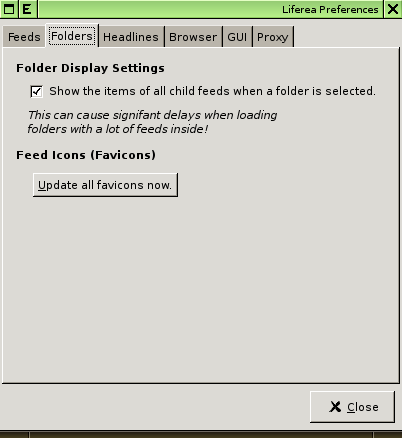 E Liferea Preferences
Feeds Folders Headlines Browser GUI Proxy
Folder Display Settings
Show the items of all child feeds when a folder is selected.
This can cause signifant delays when loading
folders with a lot of feeds inside!
Feed Icons (Favicons)
Update all favicons now.
Close